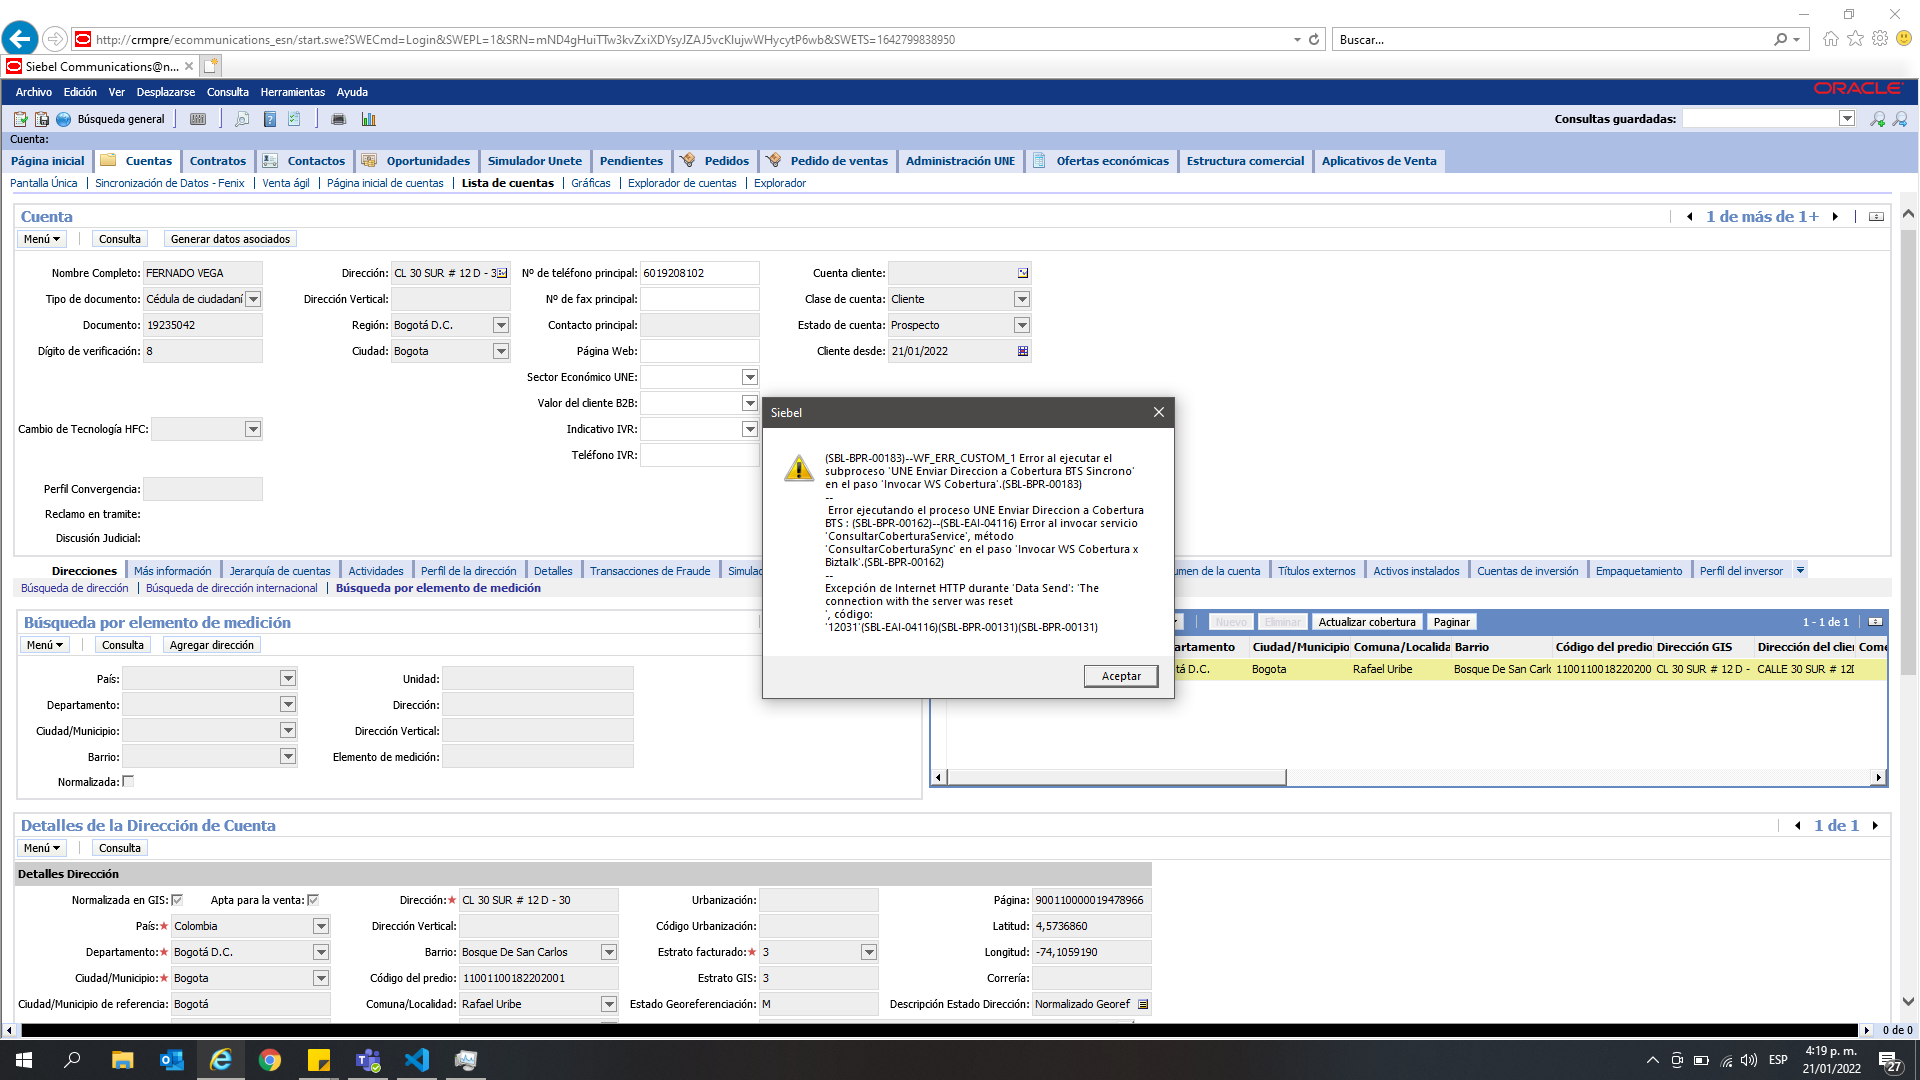 http://crmpre/ecommunications_esn/start.swe?SWECmd=Login&SWEPL=1&SRN=mND4gHuiTTw3kvZxiXDYsyJZAJ5vcKIujwWHycytP6wb&SWETS=1642799838950
Buscar...
Siebel Communications@n...
Archivo Edición Ver Desplazarse Consulta Herramientas Ayuda
ORACLE
Búsqueda general
Consultas guardadas:
Cuenta:
Página inicial Cuentas Contratos Contactos Oportunidades Simulador Unete Pendientes Pedidos Pedido de ventas Administración UNE Ofertas económicas Estructura comercial Aplicativos de Venta
Pantalla Única Sincronización de Datos - Fenix Venta ágil Página inicial de cuentas Lista de cuentas Gráficas Explorador de cuentas Explorador
Cuenta
1 de más de 1+
Menú Consulta Generar datos asociados
Nombre Completo: FERNADO VEGA Dirección: CL 30 SUR # 12 D - 3 Nº de teléfono principal: 6019208102 Cuenta cliente:
Tipo de documento: Cédula de ciudadaní Dirección Vertical: Nº de fax principal: Clase de cuenta: Cliente
Documento: 19235042 Región: Bogotá D.C. Contacto principal: Estado de cuenta: Prospecto
Dígito de verificación: 8 Ciudad: Bogota Página Web: Cliente desde: 21/01/2022
Sector Económico UNE:
Valor del cliente B2B:
Cambio de Tecnología HFC: Indicativo IVR:
Teléfono IVR:
Perfil Convergencia:
Reclamo en tramite:
Discusión Judicial:
Siebel
(SBL-BPR-00183)--WF_ERR_CUSTOM_1 Error al ejecutar el
subproceso 'UNE Enviar Direccion a Cobertura BTS Sincrono'
en el paso 'Invocar WS Cobertura'.(SBL-BPR-00183)
--
Error ejecutando el proceso UNE Enviar Direccion a Cobertura
BTS : (SBL-BPR-00162)--(SBL-EAI-04116) Error al invocar servicio
'ConsultarCoberturaService', método
'ConsultarCoberturaSync' en el paso 'Invocar WS Cobertura x
Biztalk'.(SBL-BPR-00162)
--
Excepción de Internet HTTP durante 'Data Send': 'The
connection with the server was reset
', código:
'12031'(SBL-EAI-04116)(SBL-BPR-00131)(SBL-BPR-00131)
Aceptar
Direcciones Más información Jerarquía de cuentas Actividades Perfil de la dirección Detalles Transacciones de Fraude Simulac umen de la cuenta Títulos externos Activos instalados Cuentas de inversión Empaquetamiento Perfil del inversor
Búsqueda de dirección Búsqueda de dirección internacional Búsqueda por elemento de medición
Búsqueda por elemento de medición
Nuevo Eliminar Actualizar cobertura Paginar 1 - 1 de 1
Menú Consulta Agregar dirección
artamento Ciudad/Municipio Comuna/Localida Barrio Código del predio Dirección GIS Dirección del clien Come
tá D.C. Bogota Rafael Uribe Bosque De San Carlo 1100110018220200 CL 30 SUR # 12 D - CALLE 30 SUR # 12D
País: Unidad:
Departamento: Dirección:
Ciudad/Municipio: Dirección Vertical:
Barrio: Elemento de medición:
Normalizada:
Detalles de la Dirección de Cuenta
1 de 1
Menú Consulta
Detalles Dirección
Normalizada en GIS: Apta para la venta: Dirección:★ CL 30 SUR # 12 D - 30 Urbanización: Página: 900110000019478966
País:★ Colombia Dirección Vertical: Código Urbanización: Latitud: 4,5736860
Departamento:★ Bogotá D.C. Barrio: Bosque De San Carlos Estrato facturado:★ 3 Longitud: -74,1059190
Ciudad/Municipio:★ Bogota Código del predio: 11001100182202001 Estrato GIS: 3 Correría:
Ciudad/Municipio de referencia: Bogotá Comuna/Localidad: Rafael Uribe Estado Georeferenciación: M Descripción Estado Dirección: Normalizado Georef
0 de 0
ESP
4:19 p. m.
21/01/2022
27